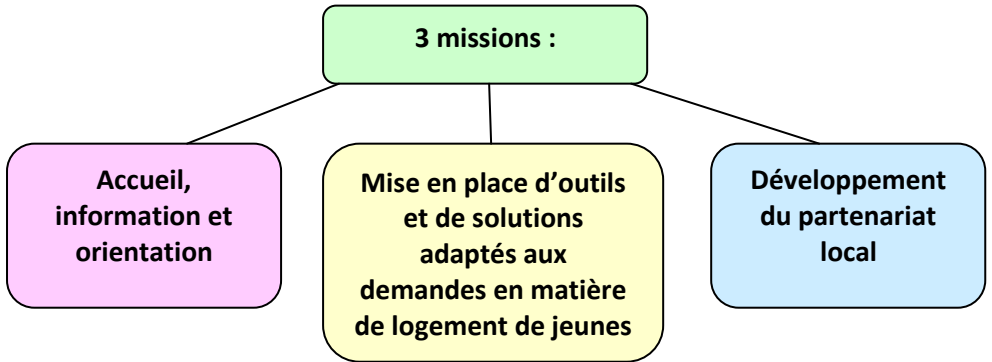 3 missions :
Accueil,
information et
orientation
Mise en place d’outils
et de solutions
adaptés aux
demandes en matière
de logement de jeunes
Développement
du partenariat
local